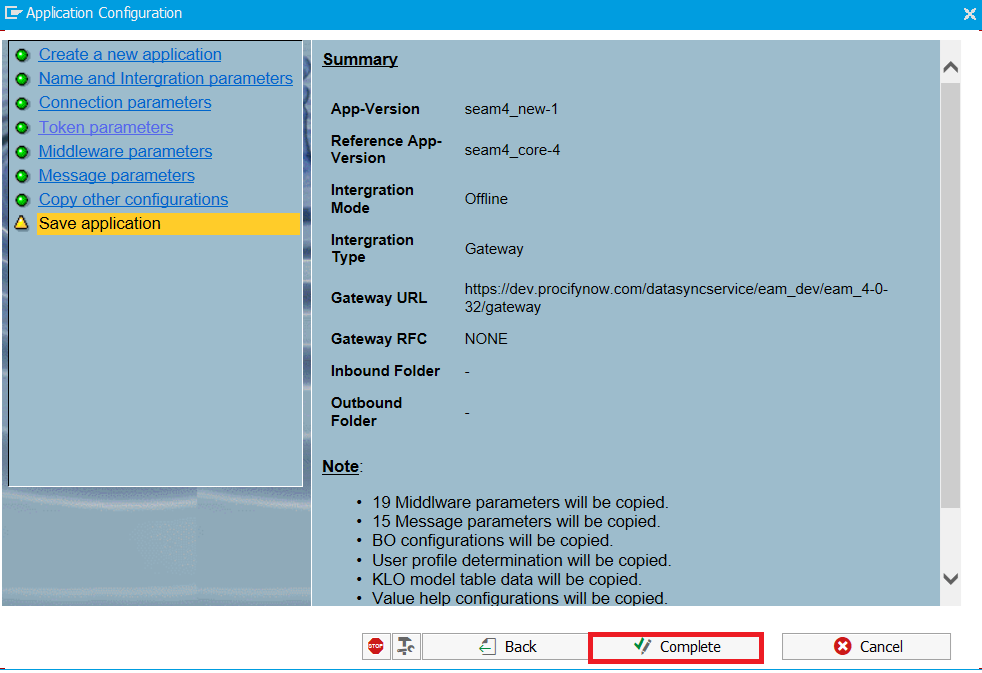 Application Configuration
Create a new application
Name and Intergration parameters
Connection parameters
Token parameters
Middleware parameters
Message parameters
Copy other configurations
Save application
Summary
App-Version seam4_new-1
Reference App-
Version seam4_core-4
Intergration
Mode Offline
Intergration
Type Gateway
Gateway URL https://dev.procifynow.com/datasyncservice/eam_dev/eam_4-0-
32/gateway
Gateway RFC NONE
Inbound Folder -
Outbound
Folder -
Note:
• 19 Middlware parameters will be copied.
• 15 Message parameters will be copied.
• BO configurations will be copied.
• User profile determination will be copied.
• KLO model table data will be copied.
• Value help configurations will be copied.
STOP Back Complete Cancel